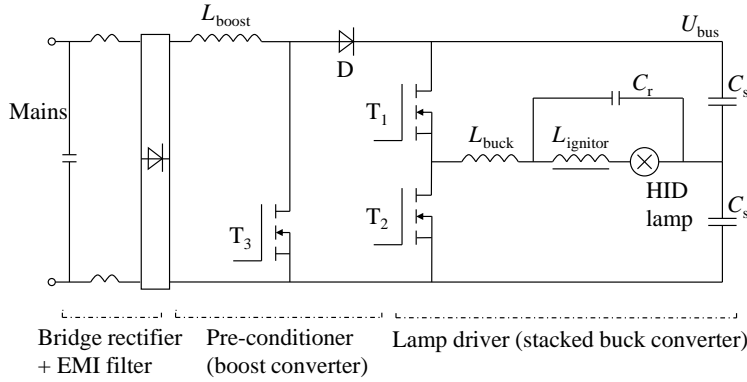 L_boost
U_bus
D
C_r
C_s
Mains
T_1
L_buck
L_ignitor
HID
lamp
T_3
T_2
C_s
Bridge rectifier
+ EMI filter
Pre-conditioner
(boost converter)
Lamp driver (stacked buck converter)